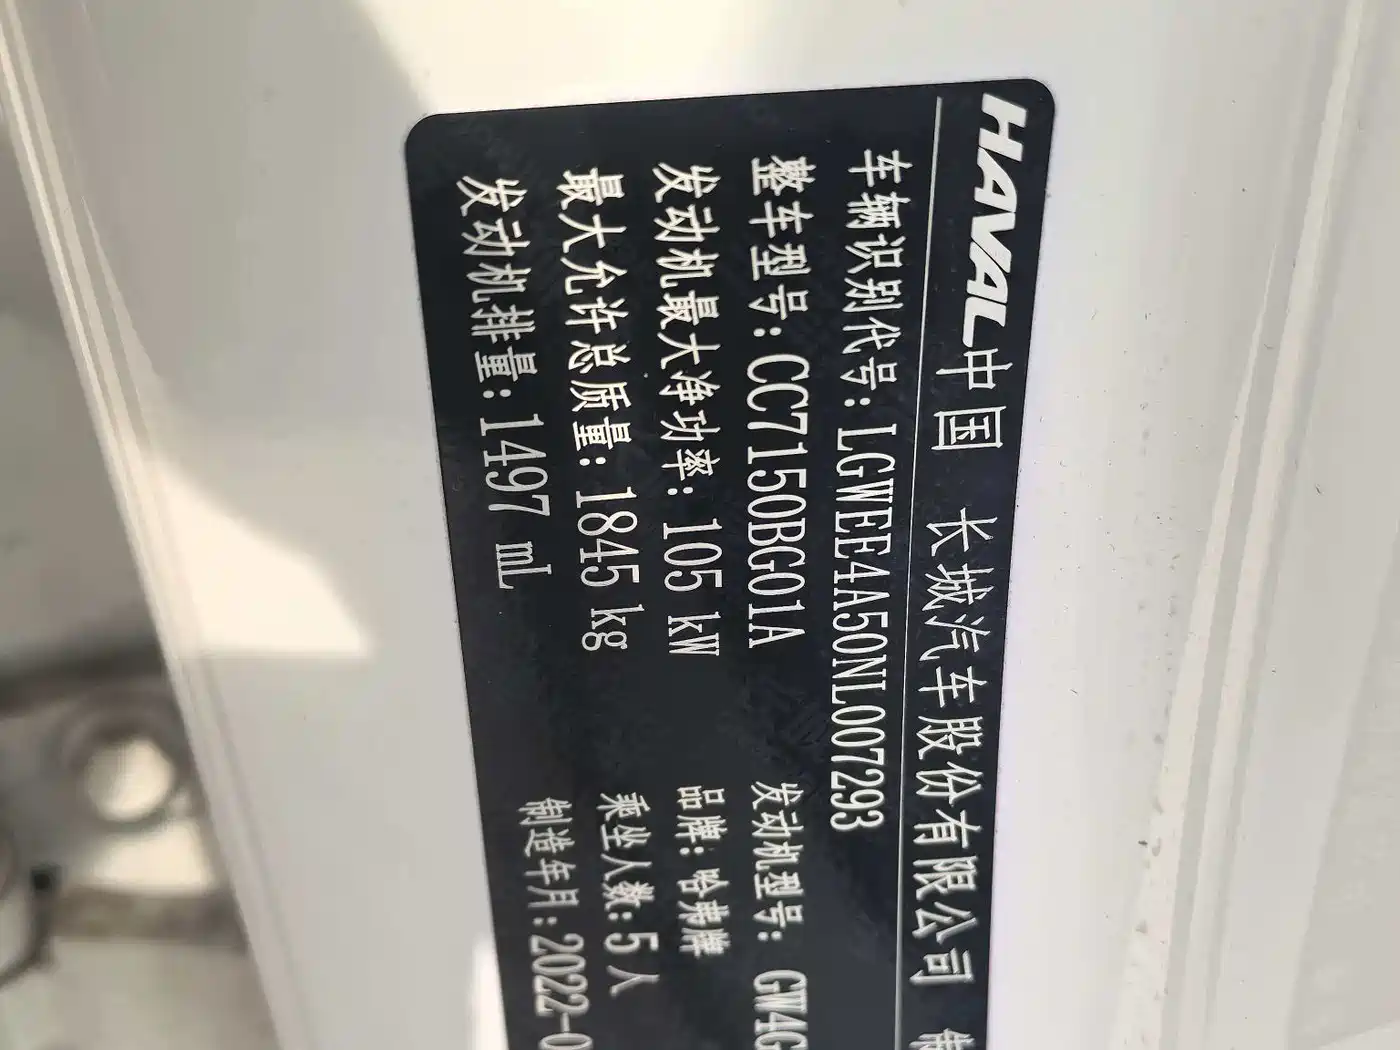 HAVAL中国 长城汽车股份有限公司
车辆识别代号:LGWEE4A50NL007293
整车型号:CC7150BG01A 发动机型号: GW4G
发动机最大净功率: 105 kW 品牌:哈弗牌
最大允许总质量:1845 kg 乘坐人数:5人
发动机排量:1497 mL 制造年月:2022-0